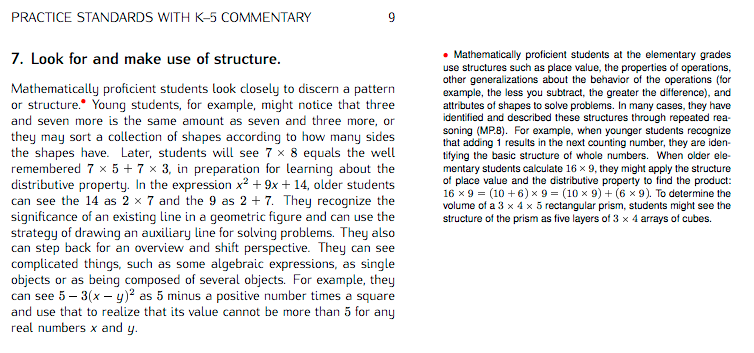 PRACTICE STANDARDS WITH K–5 COMMENTARY 9
7. Look for and make use of structure.
Mathematically proficient students look closely to discern a pattern
or structure.• Young students, for example, might notice that three
and seven more is the same amount as seven and three more, or
they may sort a collection of shapes according to how many sides
the shapes have. Later, students will see 7 × 8 equals the well
remembered 7 × 5 + 7 × 3, in preparation for learning about the
distributive property. In the expression x² + 9x + 14, older students
can see the 14 as 2 × 7 and the 9 as 2 + 7. They recognize the
significance of an existing line in a geometric figure and can use the
strategy of drawing an auxiliary line for solving problems. They also
can step back for an overview and shift perspective. They can see
complicated things, such as some algebraic expressions, as single
objects or as being composed of several objects. For example, they
can see 5 – 3(x – y)² as 5 minus a positive number times a square
and use that to realize that its value cannot be more than 5 for any
real numbers x and y.
• Mathematically proficient students at the elementary grades
use structures such as place value, the properties of operations,
other generalizations about the behavior of the operations (for
example, the less you subtract, the greater the difference), and
attributes of shapes to solve problems. In many cases, they have
identified and described these structures through repeated rea-
soning (MP.8). For example, when younger students recognize
that adding 1 results in the next counting number, they are iden-
tifying the basic structure of whole numbers. When older ele-
mentary students calculate 16 × 9, they might apply the structure
of place value and the distributive property to find the product:
16 × 9 = (10 + 6) × 9 = (10 × 9) + (6 × 9). To determine the
volume of a 3 × 4 × 5 rectangular prism, students might see the
structure of the prism as five layers of 3 × 4 arrays of cubes.